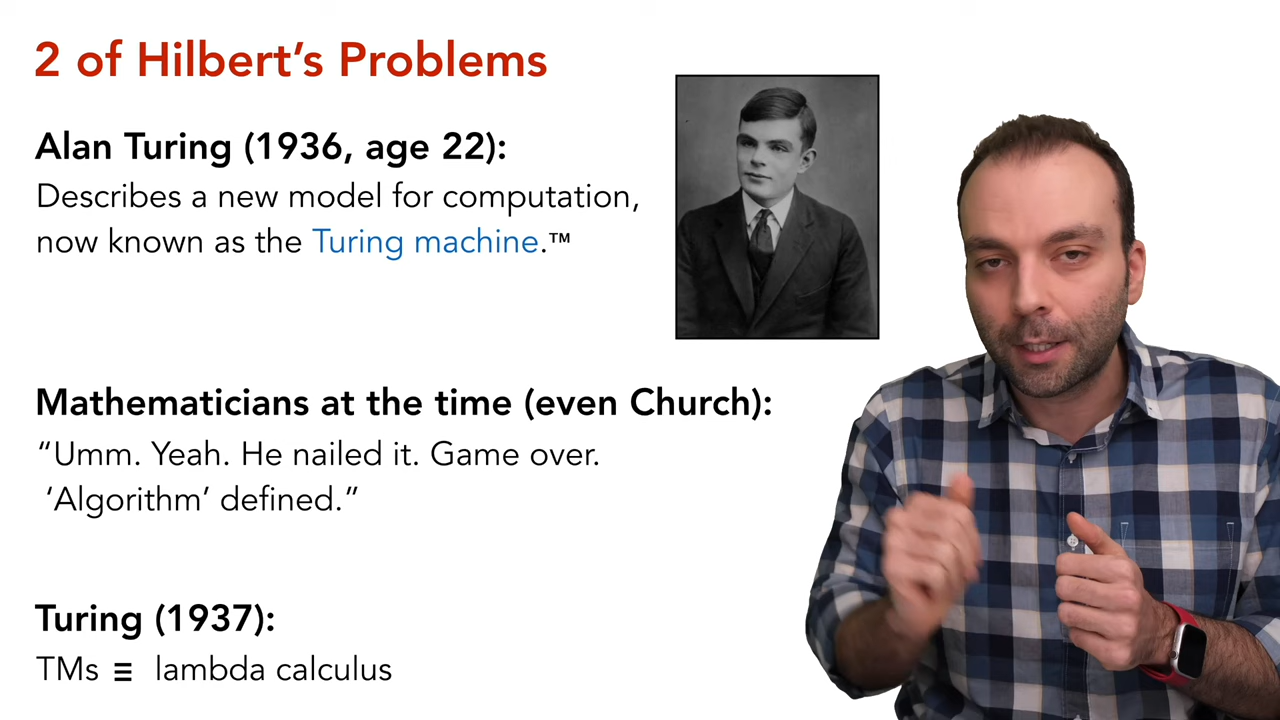 2 of Hilbert’s Problems
Alan Turing (1936, age 22):
Describes a new model for computation,
now known as the Turing machine.™
Mathematicians at the time (even Church):
“Umm. Yeah. He nailed it. Game over.
‘Algorithm’ defined.”
Turing (1937):
TMs ≡ lambda calculus